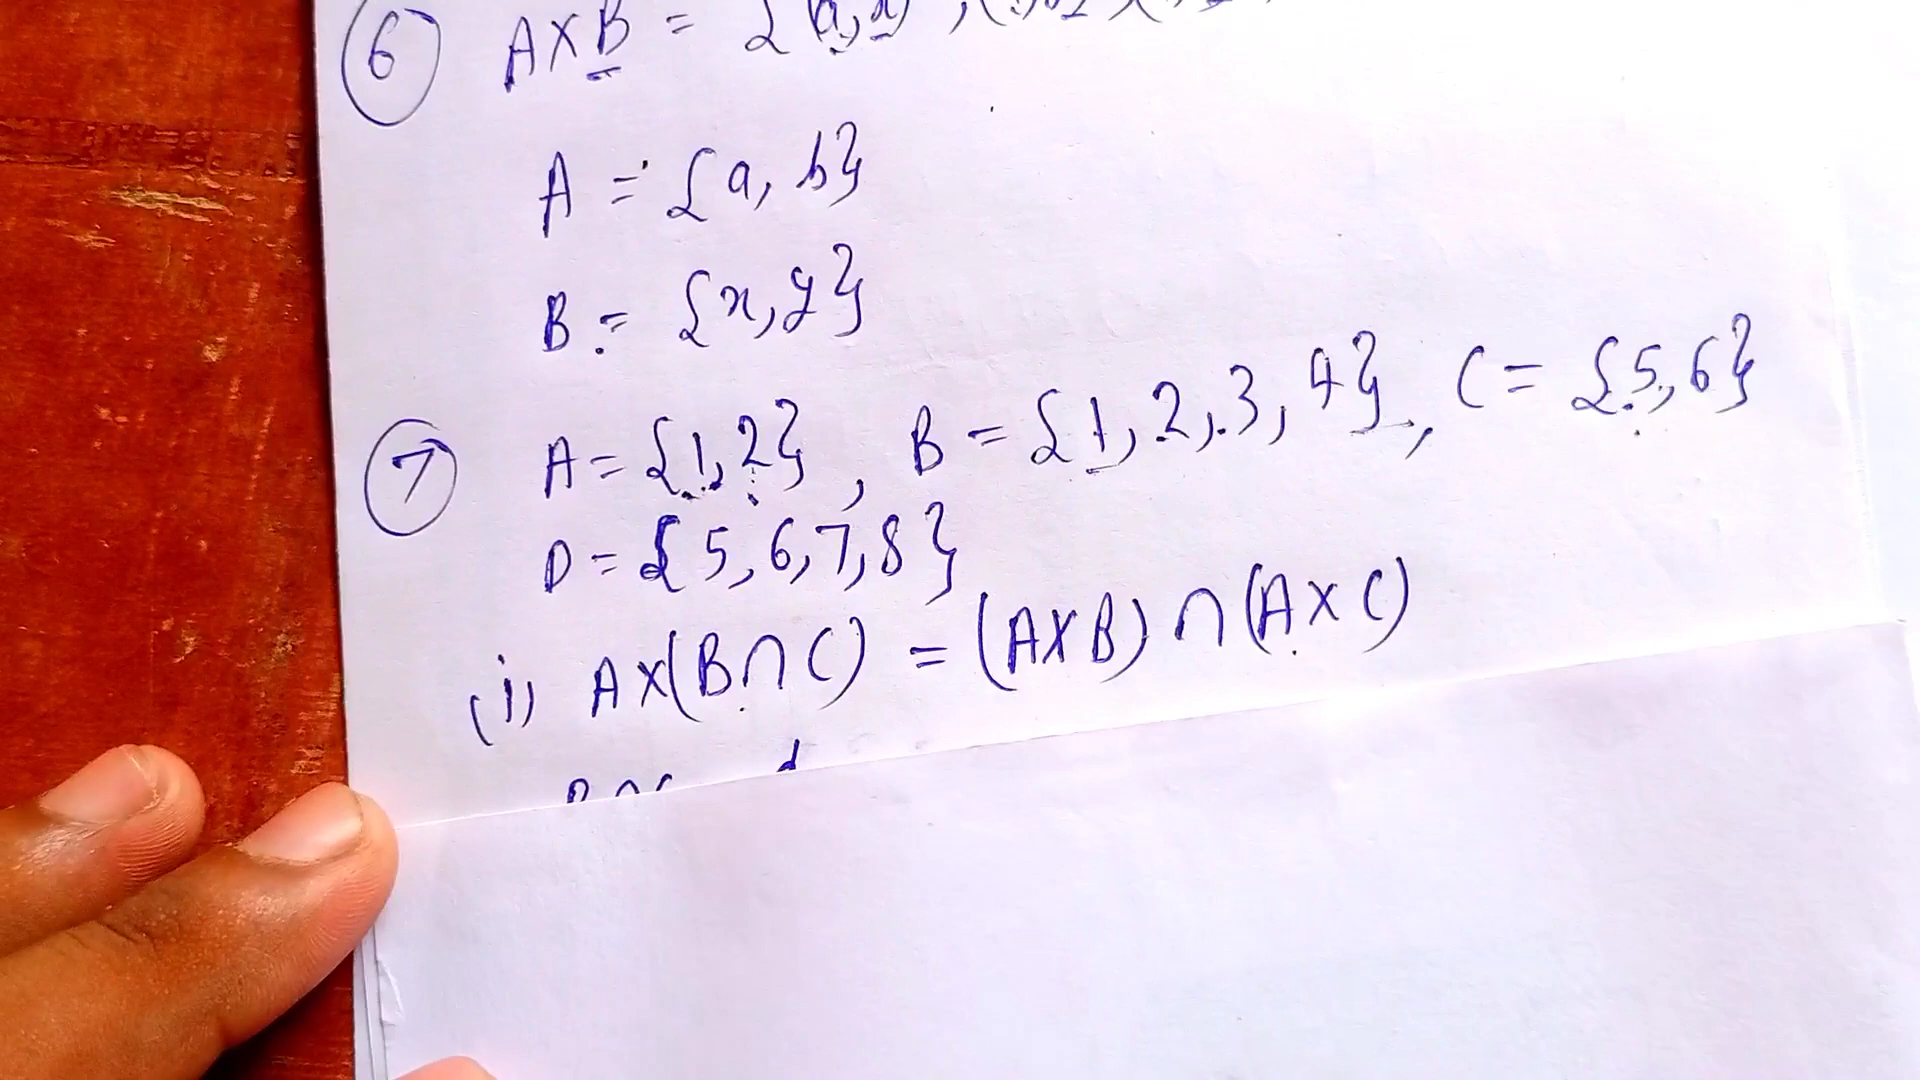 6 A×B = {(a,x), (
A = {a, b}
B = {x, y}
7 A = {1, 2}, B = {1, 2, 3, 4}, C = {5, 6}
D = {5, 6, 7, 8}
(i) A×(B∩C) = (A×B)∩(A×C)